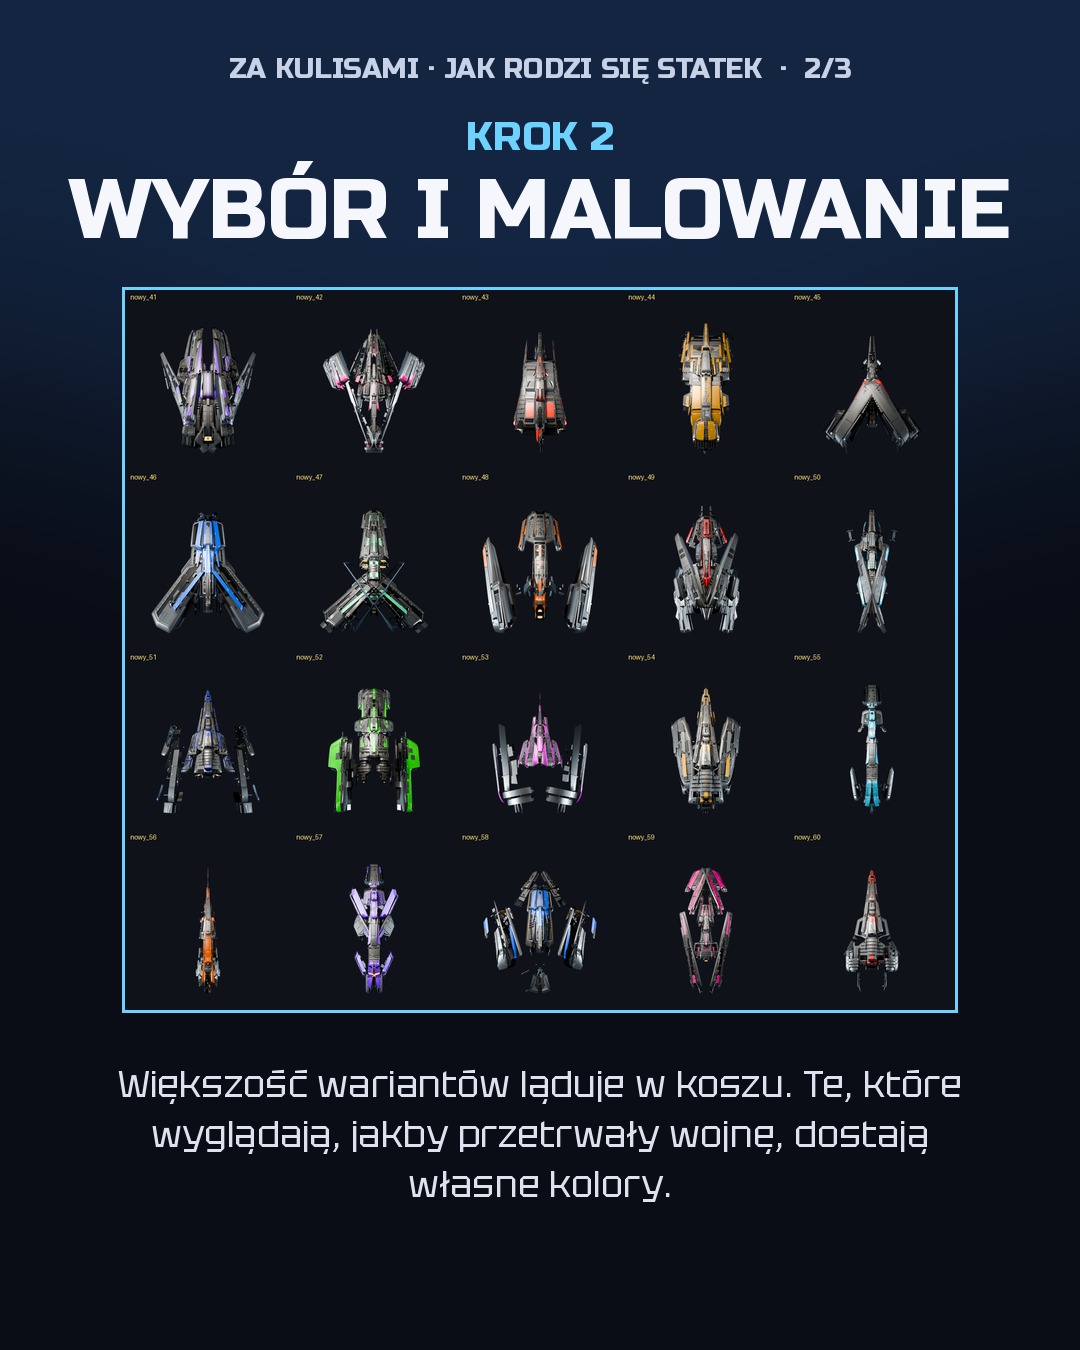 ZA KULISAMI · JAK RODZI SIĘ STATEK · 2/3
KROK 2
WYBÓR I MALOWANIE
nowy_41 nowy_42 nowy_43 nowy_44 nowy_45
nowy_46 nowy_47 nowy_48 nowy_49 nowy_50
nowy_51 nowy_52 nowy_53 nowy_54 nowy_55
nowy_56 nowy_57 nowy_58 nowy_59 nowy_60
Większość wariantów ląduje w koszu. Te, które
wyglądają, jakby przetrwały wojnę, dostają
własne kolory.